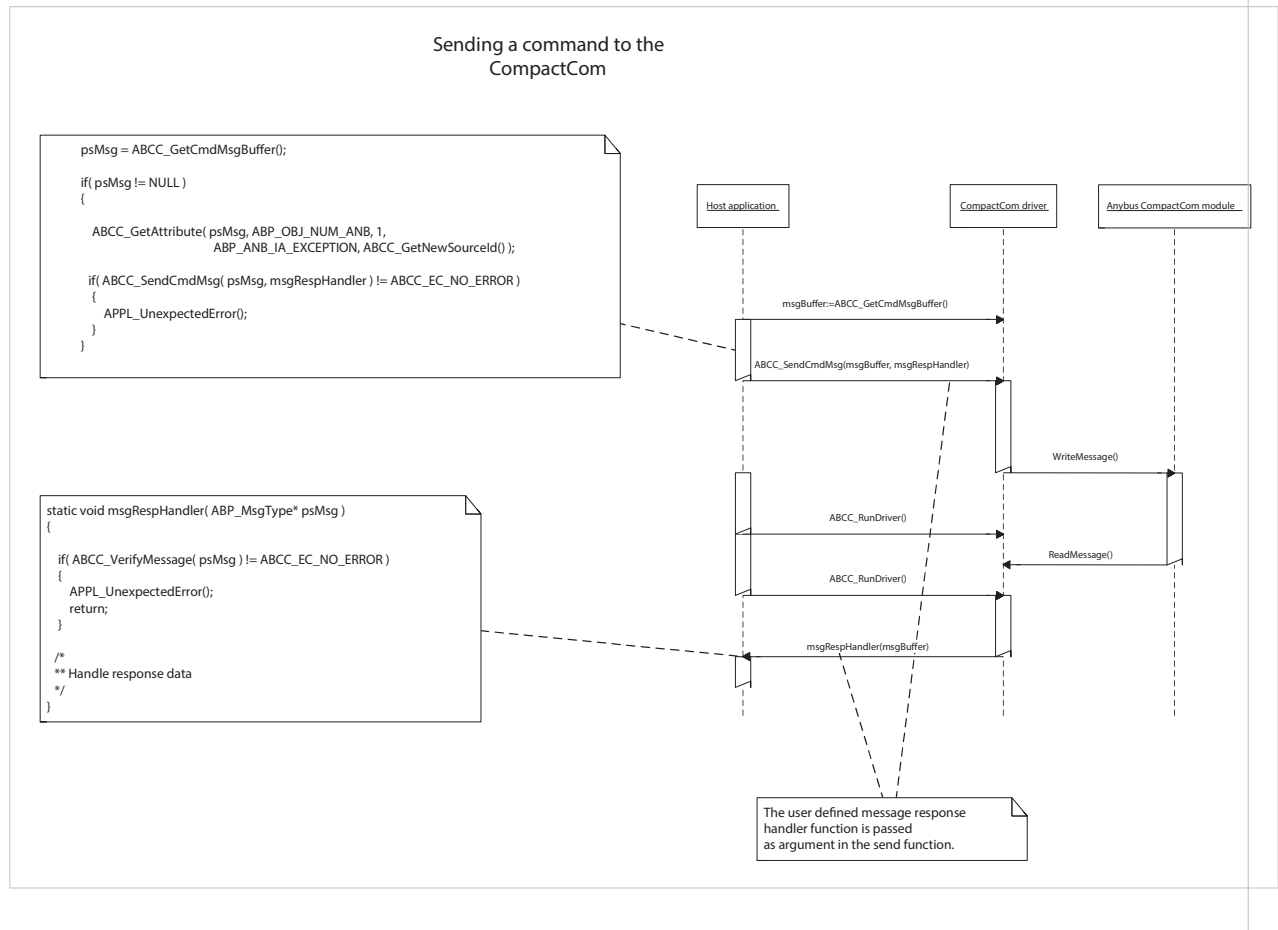 Sending a command to the
CompactCom
psMsg = ABCC_GetCmdMsgBuffer();
if( psMsg != NULL )
{
ABCC_GetAttribute( psMsg, ABP_OBJ_NUM_ANB, 1,
ABP_ANB_IA_EXCEPTION, ABCC_GetNewSourceId() );
if( ABCC_SendCmdMsg( psMsg, msgRespHandler ) != ABCC_EC_NO_ERROR )
{
APPL_UnexpectedError();
}
}
Host application
CompactCom driver
Anybus CompactCom module
msgBuffer:=ABCC_GetCmdMsgBuffer()
ABCC_SendCmdMsg(msgBuffer, msgRespHandler)
WriteMessage()
ABCC_RunDriver()
ReadMessage()
ABCC_RunDriver()
msgRespHandler(msgBuffer)
static void msgRespHandler( ABP_MsgType* psMsg )
{
if( ABCC_VerifyMessage( psMsg ) != ABCC_EC_NO_ERROR )
{
APPL_UnexpectedError();
return;
}
/*
** Handle response data
*/
}
The user defined message response
handler function is passed
as argument in the send function.